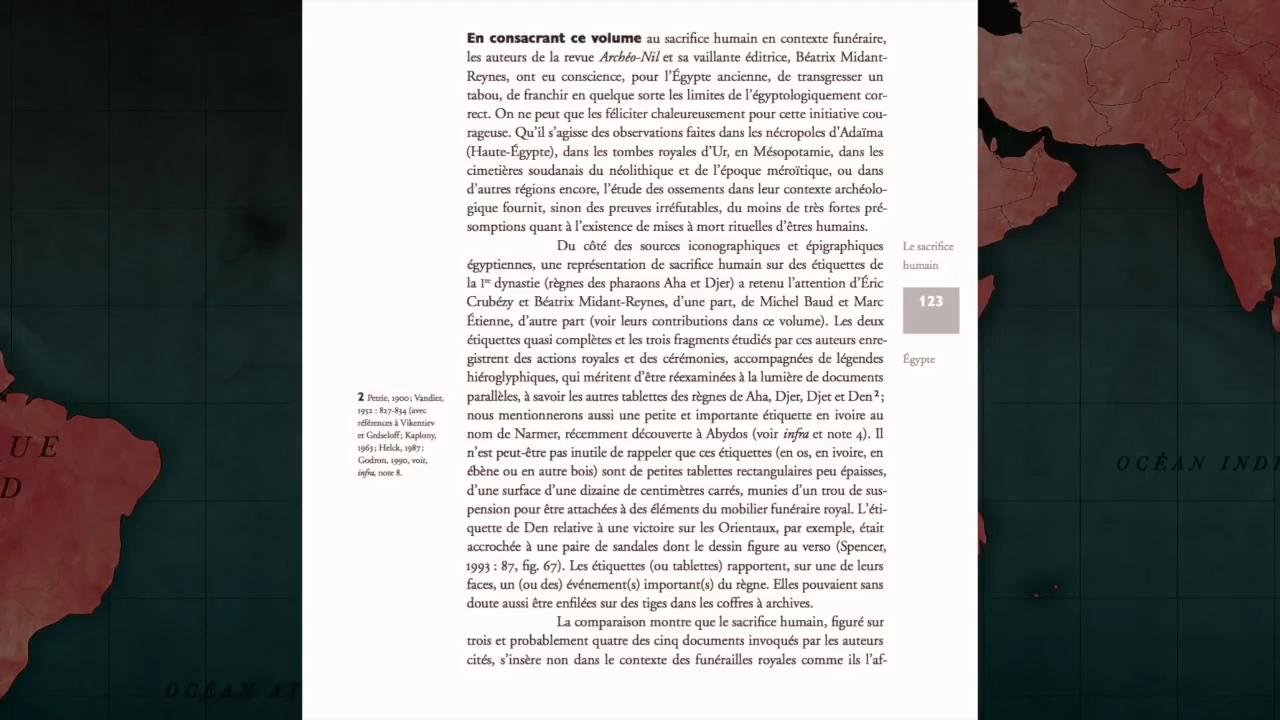 En consacrant ce volume au sacrifice humain en contexte funéraire,
les auteurs de la revue Archéo-Nil et sa vaillante éditrice, Béatrix Midant-
Reynes, ont eu conscience, pour l'Égypte ancienne, de transgresser un
tabou, de franchir en quelque sorte les limites de l'égyptologiquement cor-
rect. On ne peut que les féliciter chaleureusement pour cette initiative cou-
rageuse. Qu'il s'agisse des observations faites dans les nécropoles d'Adaïma
(Haute-Égypte), dans les tombes royales d'Ur, en Mésopotamie, dans les
cimetières soudanais du néolithique et de l'époque méroïtique, ou dans
d'autres régions encore, l'étude des ossements dans leur contexte archéolo-
gique fournit, sinon des preuves irréfutables, du moins de très fortes pré-
somptions quant à l'existence de mises à mort rituelles d'êtres humains.
Du côté des sources iconographiques et épigraphiques
égyptiennes, une représentation de sacrifice humain sur des étiquettes de
la Ire dynastie (règnes des pharaons Aha et Djer) a retenu l'attention d'Éric
Crubézy et Béatrix Midant-Reynes, d'une part, de Michel Baud et Marc
Étienne, d'autre part (voir leurs contributions dans ce volume). Les deux
étiquettes quasi complètes et les trois fragments étudiés par ces auteurs enre-
gistrent des actions royales et des cérémonies, accompagnées de légendes
hiéroglyphiques, qui méritent d'être réexaminées à la lumière de documents
parallèles, à savoir les autres tablettes des règnes de Aha, Djer, Djet et Den2;
nous mentionnerons aussi une petite et importante étiquette en ivoire au
nom de Narmer, récemment découverte à Abydos (voir infra et note 4). Il
n'est peut-être pas inutile de rappeler que ces étiquettes (en os, en ivoire, en
ébène ou en autre bois) sont de petites tablettes rectangulaires peu épaisses,
d'une surface d'une dizaine de centimètres carrés, munies d'un trou de sus-
pension pour être attachées à des éléments du mobilier funéraire royal. L'éti-
quette de Den relative à une victoire sur les Orientaux, par exemple, était
accrochée à une paire de sandales dont le dessin figure au verso (Spencer,
1993 : 87, fig. 67). Les étiquettes (ou tablettes) rapportent, sur une de leurs
faces, un (ou des) événement(s) important(s) du règne. Elles pouvaient sans
doute aussi être enfilées sur des tiges dans les coffres à archives.
La comparaison montre que le sacrifice humain, figuré sur
trois et probablement quatre des cinq documents invoqués par les auteurs
cités, s'insère non dans le contexte des funérailles royales comme ils l'af-
Le sacrifice
humain
123
Égypte
2 Petrie, 1900; Vandier,
1952 : 827-834 (avec
références à Vikentiev
et Grdseloff; Kaplony,
1963; Helck, 1987;
Godron, 1990, voir,
infra, note 8.
UE
D
OCÉAN AT
OCÉAN INDI